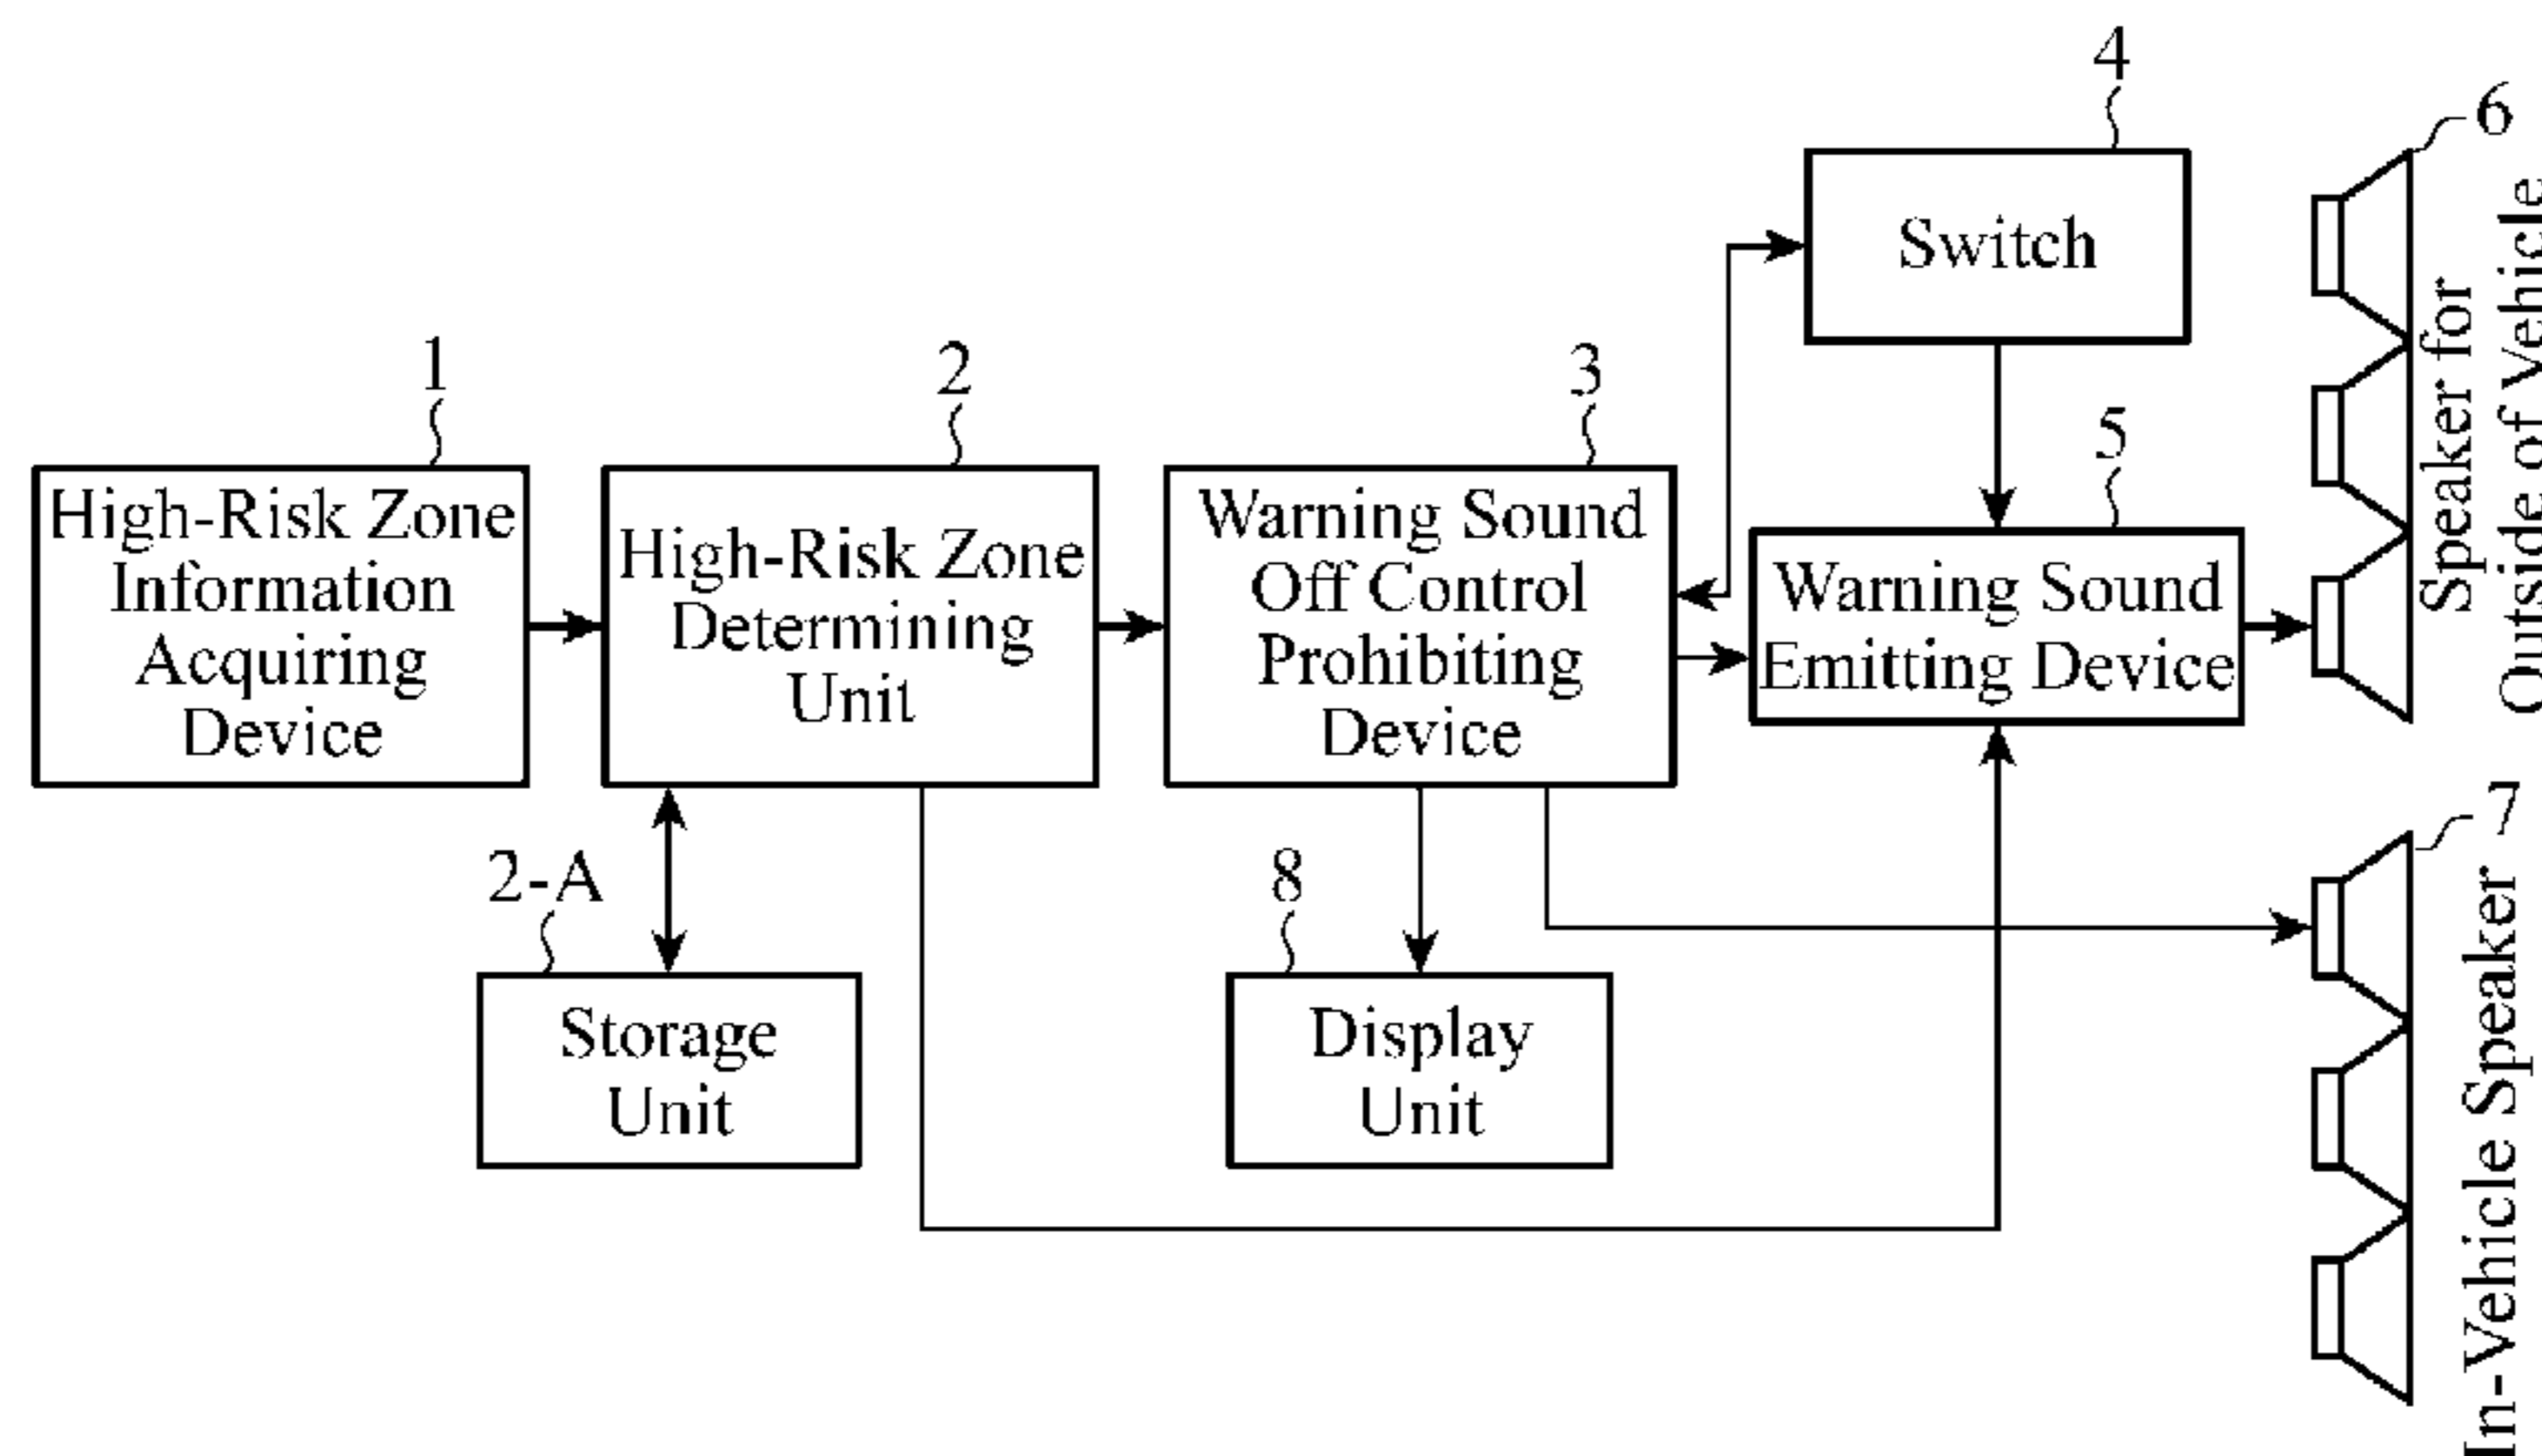 4
6
Switch
Speaker for
Outside of Vehicle
1
2
3
5
High-Risk Zone
Information
Acquiring
Device
High-Risk Zone
Determining
Unit
Warning Sound
Off Control
Prohibiting
Device
Warning Sound
Emitting Device
7
2-A
8
Storage
Unit
Display
Unit
In-Vehicle Speaker